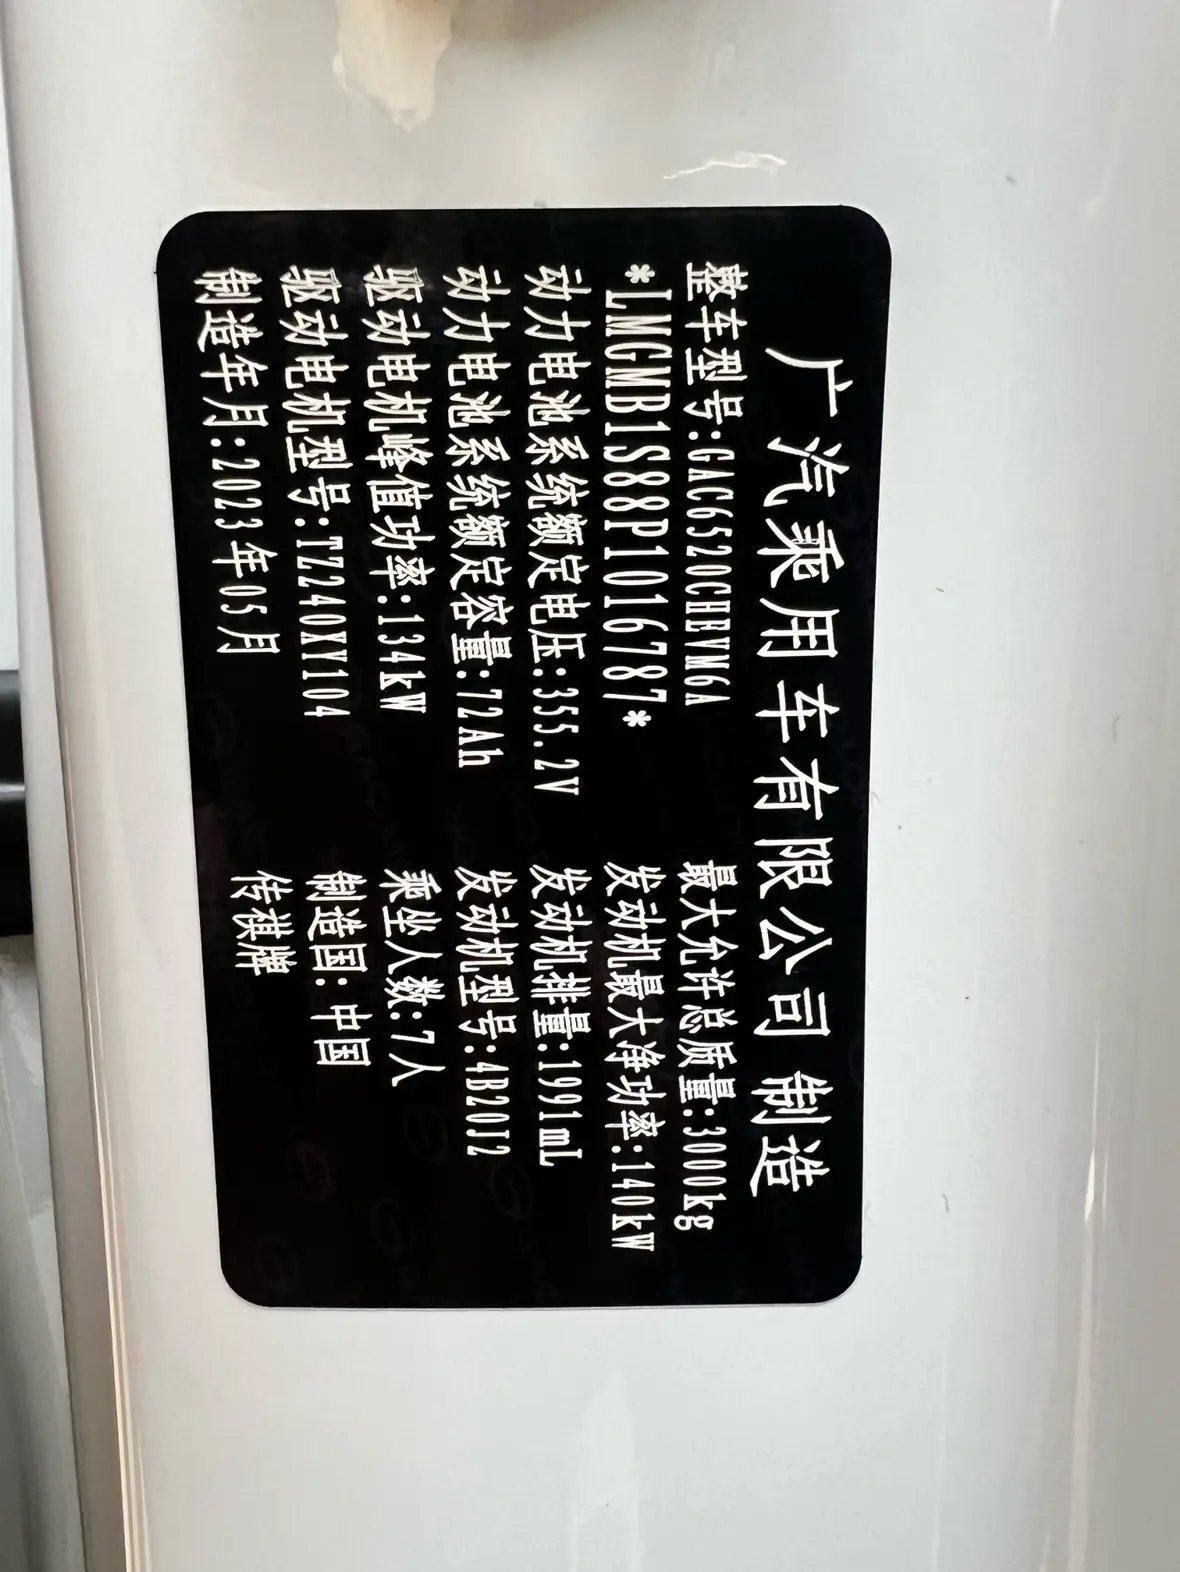 广汽乘用车有限公司 制造
整车型号:GAC6520CHEVM6A
最大允许总质量:3000kg
*LMGMB1S88P1016787*
发动机最大净功率:140kW
动力电池系统额定电压:355.2V
发动机排量:1991mL
动力电池系统额定容量:72Ah
发动机型号:4B20J2
驱动电机峰值功率:134kW
乘坐人数:7人
驱动电机型号:TZ240XY104
制造国:中国
制造年月:2023年05月
传祺牌